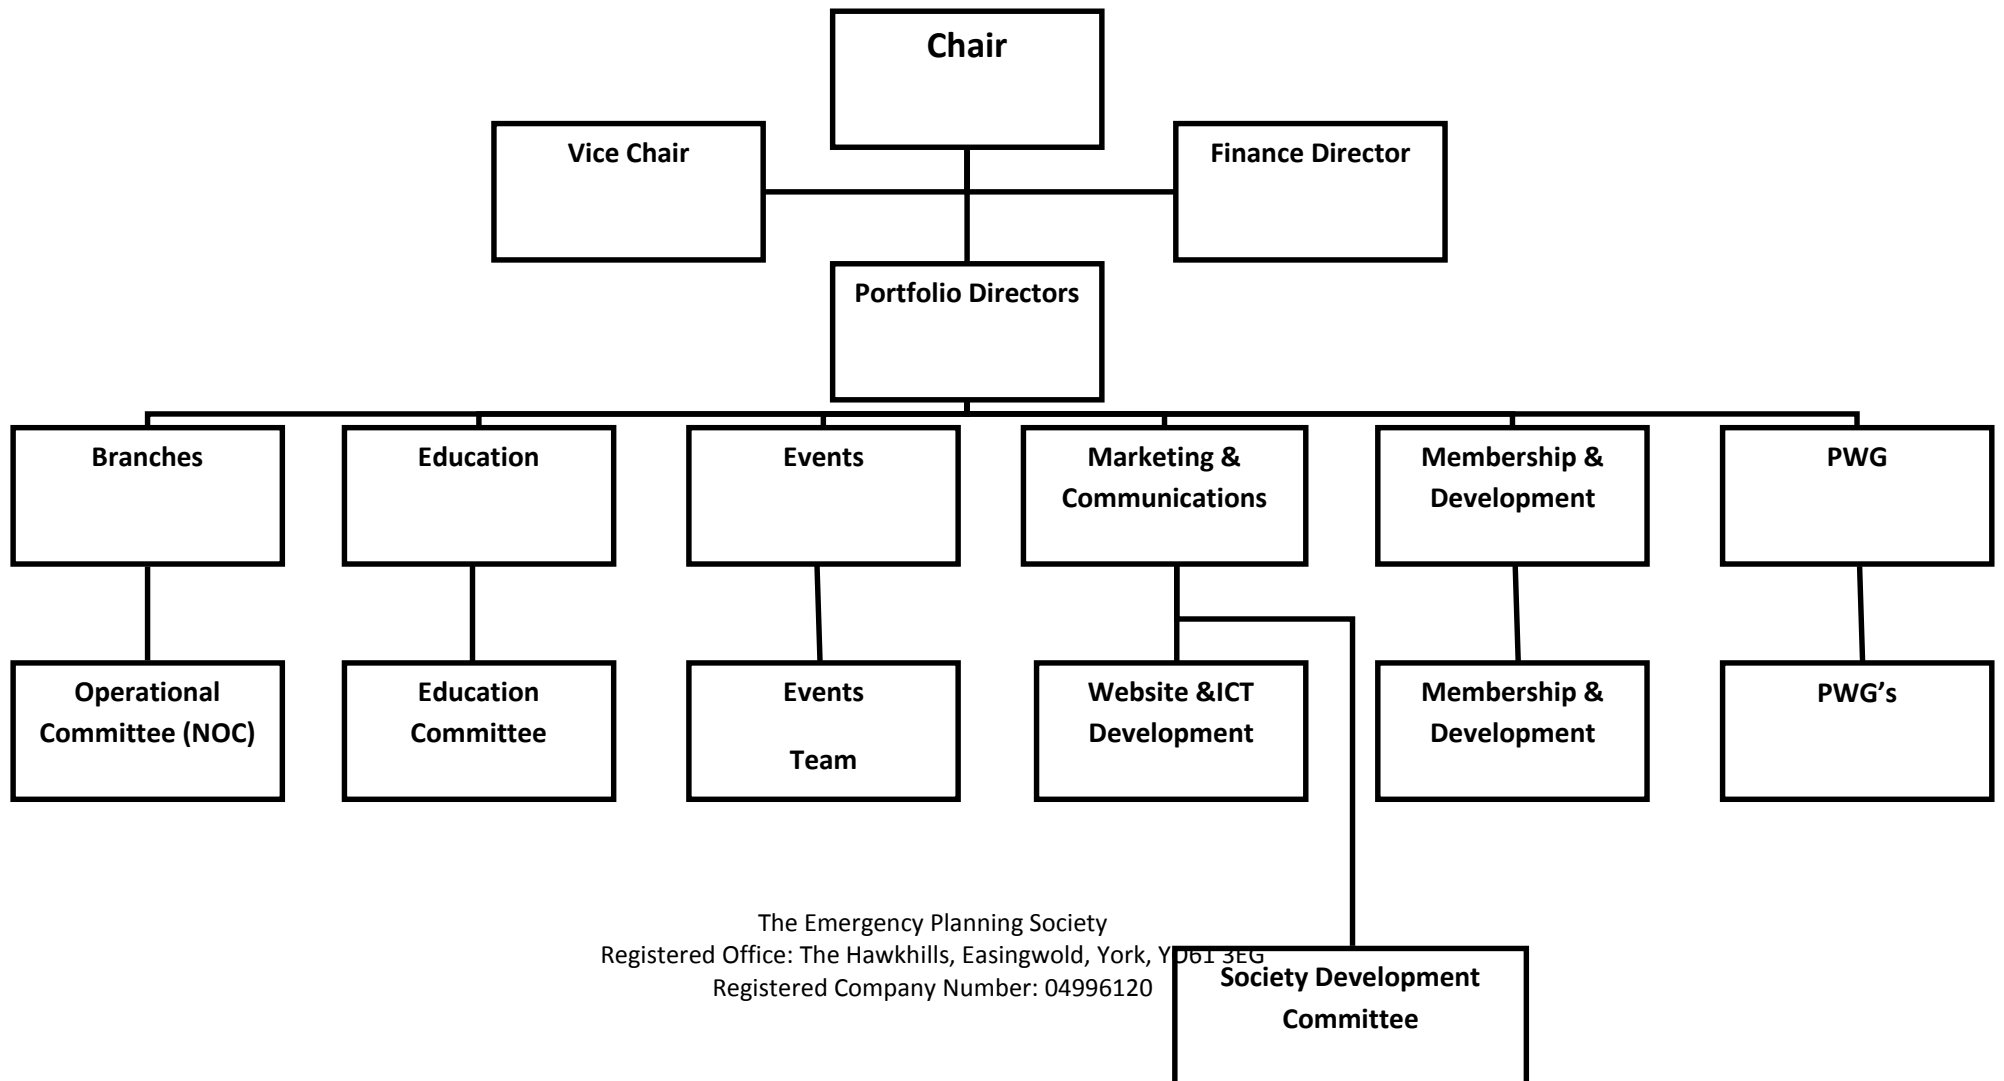 Chair
Vice Chair
Finance Director
Portfolio Directors
Branches
Education
Events
Marketing &
Communications
Membership &
Development
PWG
Operational
Committee (NOC)
Education
Committee
Events
Team
Website &ICT
Development
Membership &
Development
PWG’s
The Emergency Planning Society
Registered Office: The Hawkhills, Easingwold, York, YO61 3EG
Registered Company Number: 04996120
Society Development
Committee